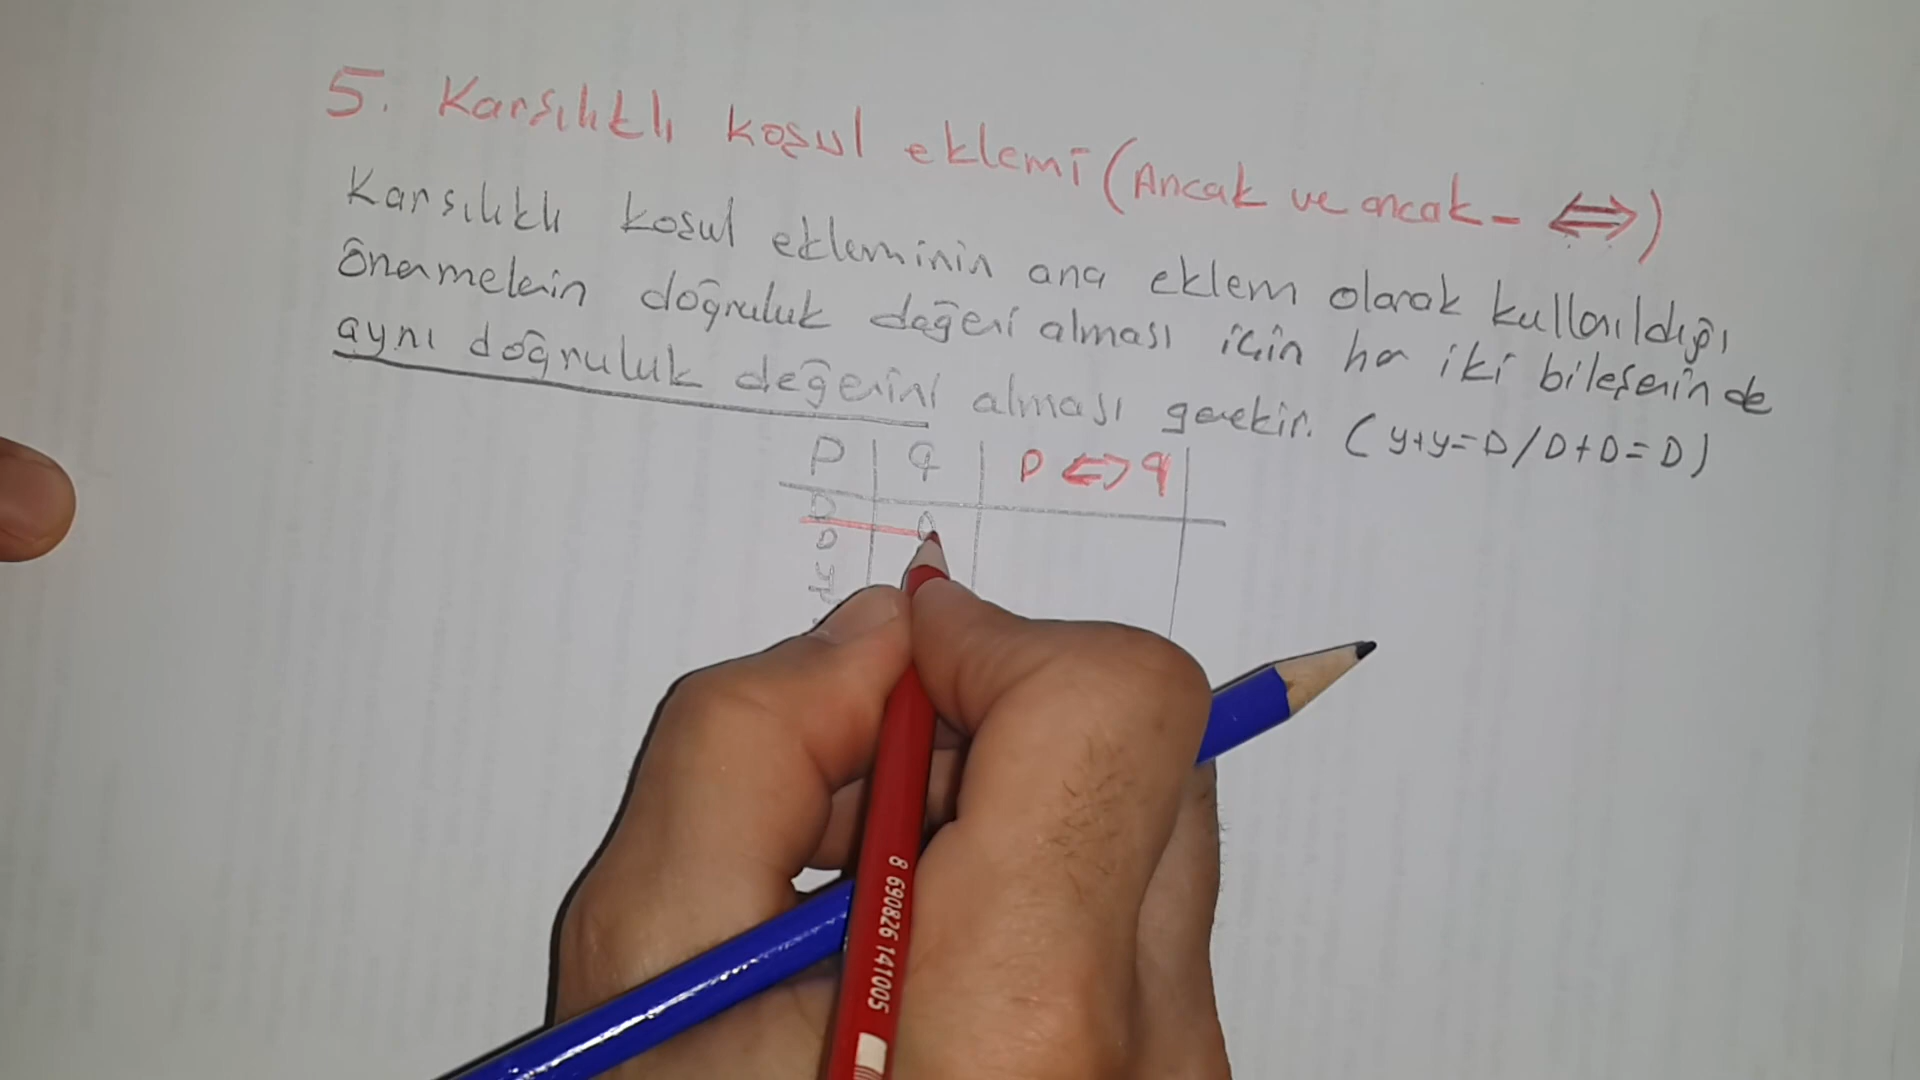 5. Karşılıklı koşul eklemi (Ancak ve ancak - ⇔)
Karşılıklı koşul ekleminin ana eklem olarak kullanıldığı
önermelerin doğruluk değeri alması için her iki bileşenin de
aynı doğruluk değerini alması gerekir. (y+y=D/D+D=D)
P q P⇔q
D D
D
y
8 690826 141005